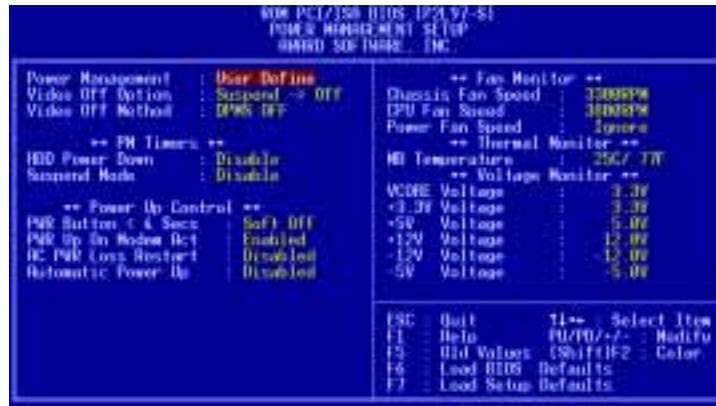 ROM PCI/ISA BIOS (P2L97-S)
POWER MANAGEMENT SETUP
AWARD SOFTWARE, INC.
Power Management : User Define
Video Off Option : Suspend -> Off
Video Off Method : DPMS OFF
** PM Timers **
HDD Power Down : Disable
Suspend Mode : Disable
** Power Up Control **
PWR Button < 4 Secs : Soft Off
PWR Up On Modem Act : Enabled
AC PWR Loss Restart : Disabled
Automatic Power Up : Disabled
** Fan Monitor **
Chassis Fan Speed : 3300RPM
CPU Fan Speed : 3800RPM
Power Fan Speed : Ignore
** Thermal Monitor **
MB Temperature : 25C/ 77F
** Voltage Monitor **
VCORE Voltage : 3.3V
+3.3V Voltage : 3.3V
+5V Voltage : 5.0V
+12V Voltage : 12.0V
-12V Voltage : -12.0V
-5V Voltage : -5.0V
ESC : Quit ↑↓→← : Select Item
F1 : Help PU/PD/+/- : Modify
F5 : Old Values (Shift)F2 : Color
F6 : Load BIOS Defaults
F7 : Load Setup Defaults